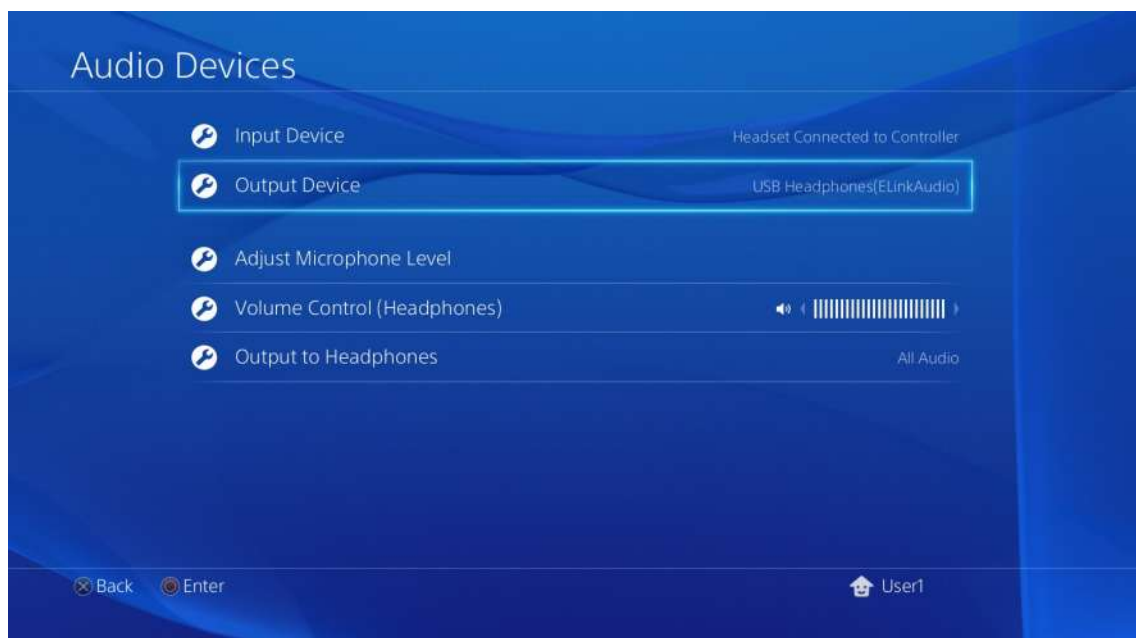 Audio Devices
Input Device Headset Connected to Controller
Output Device USB Headphones(ELinkAudio)
Adjust Microphone Level
Volume Control (Headphones)
Output to Headphones All Audio
Back Enter User1